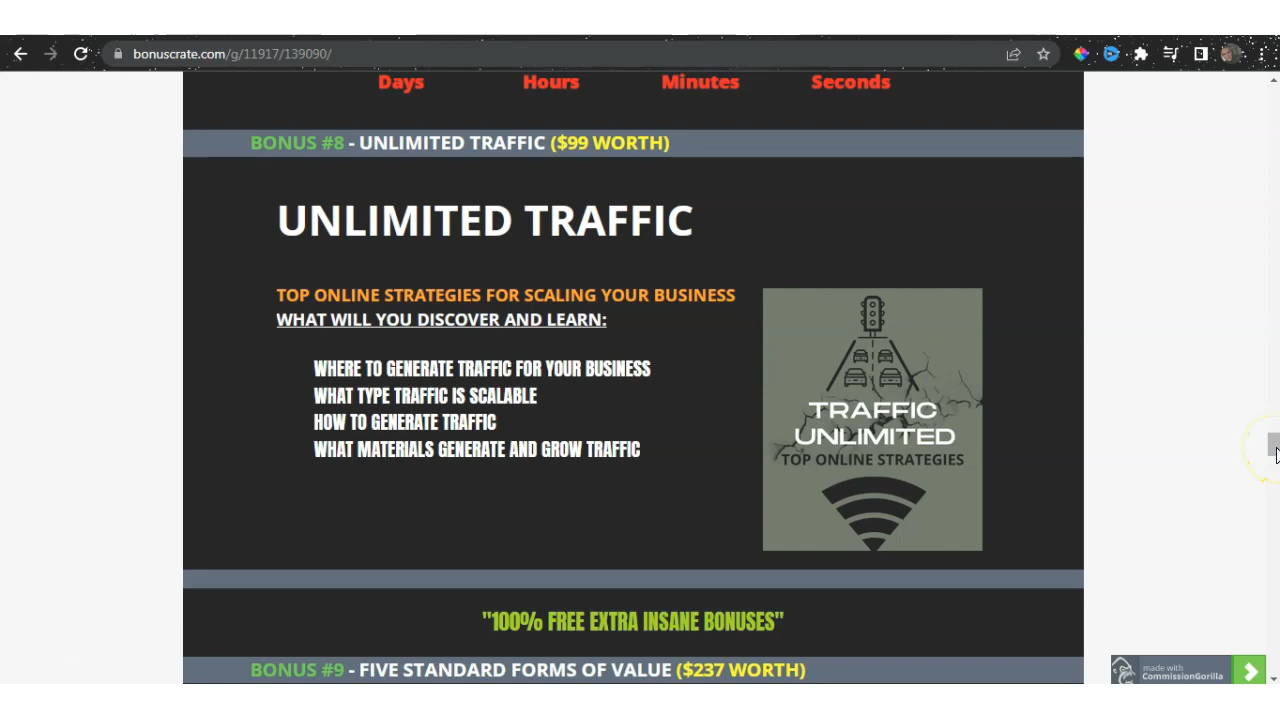 bonuscrate.com/g/11917/139090/
Days Hours Minutes Seconds
BONUS #8 - UNLIMITED TRAFFIC ($99 WORTH)
UNLIMITED TRAFFIC
TOP ONLINE STRATEGIES FOR SCALING YOUR BUSINESS
WHAT WILL YOU DISCOVER AND LEARN:
WHERE TO GENERATE TRAFFIC FOR YOUR BUSINESS
WHAT TYPE TRAFFIC IS SCALABLE
HOW TO GENERATE TRAFFIC
WHAT MATERIALS GENERATE AND GROW TRAFFIC
TRAFFIC
UNLIMITED
TOP ONLINE STRATEGIES
"100% FREE EXTRA INSANE BONUSES"
BONUS #9 - FIVE STANDARD FORMS OF VALUE ($237 WORTH)
made with
CommissionGorilla